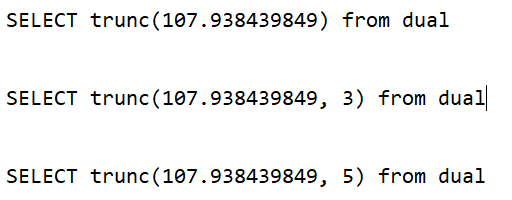 SELECT trunc(107.938439849) from dual
SELECT trunc(107.938439849, 3) from dual
SELECT trunc(107.938439849, 5) from dual